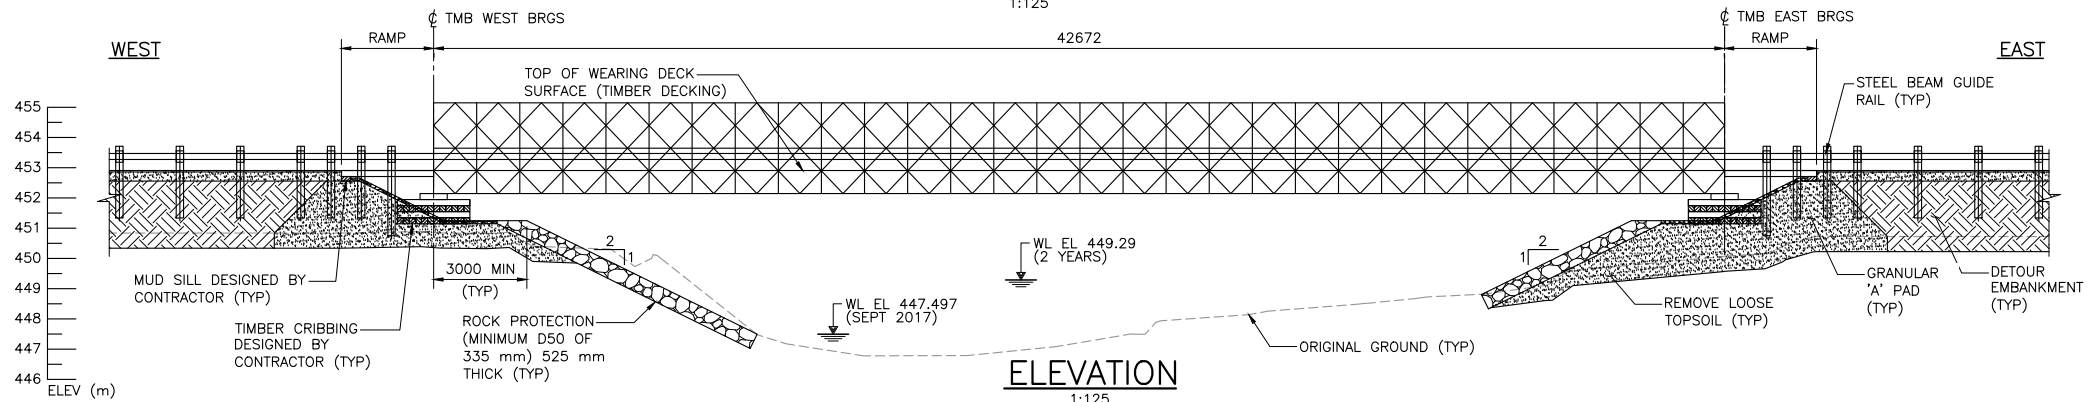 1:125
℄ TMB WEST BRGS
℄ TMB EAST BRGS
WEST
RAMP
42672
RAMP
EAST
TOP OF WEARING DECK
SURFACE (TIMBER DECKING)
STEEL BEAM GUIDE
RAIL (TYP)
455
454
453
452
451
450
449
448
447
446
ELEV (m)
2
1
WL EL 449.29
(2 YEARS)
2
1
MUD SILL DESIGNED BY
CONTRACTOR (TYP)
3000 MIN
(TYP)
WL EL 447.497
(SEPT 2017)
GRANULAR
'A' PAD
(TYP)
DETOUR
EMBANKMENT
(TYP)
REMOVE LOOSE
TOPSOIL (TYP)
TIMBER CRIBBING
DESIGNED BY
CONTRACTOR (TYP)
ROCK PROTECTION
(MINIMUM D50 OF
335 mm) 525 mm
THICK (TYP)
ORIGINAL GROUND (TYP)
ELEVATION
1:125